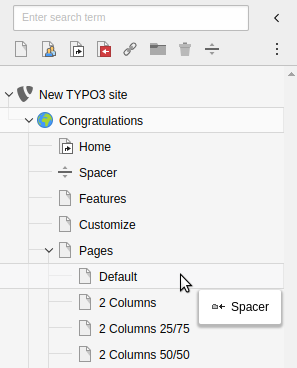 Enter search term
New TYPO3 site
Congratulations
Home
Spacer
Features
Customize
Pages
Default
Spacer
2 Columns
2 Columns 25/75
2 Columns 50/50